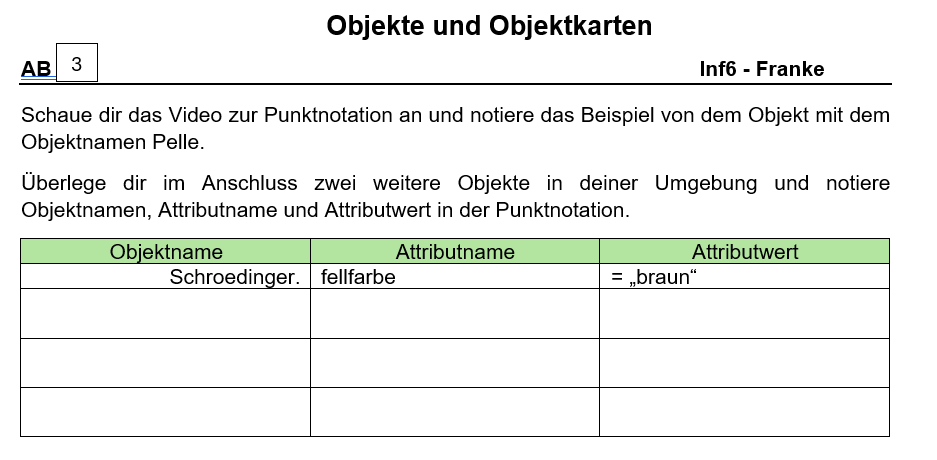 Objekte und Objektkarten
AB 3 Inf6 - Franke
Schaue dir das Video zur Punktnotation an und notiere das Beispiel von dem Objekt mit dem
Objektnamen Pelle.
Überlege dir im Anschluss zwei weitere Objekte in deiner Umgebung und notiere
Objektnamen, Attributname und Attributwert in der Punktnotation.
Objektname Attributname Attributwert
Schroedinger. fellfarbe = „braun“